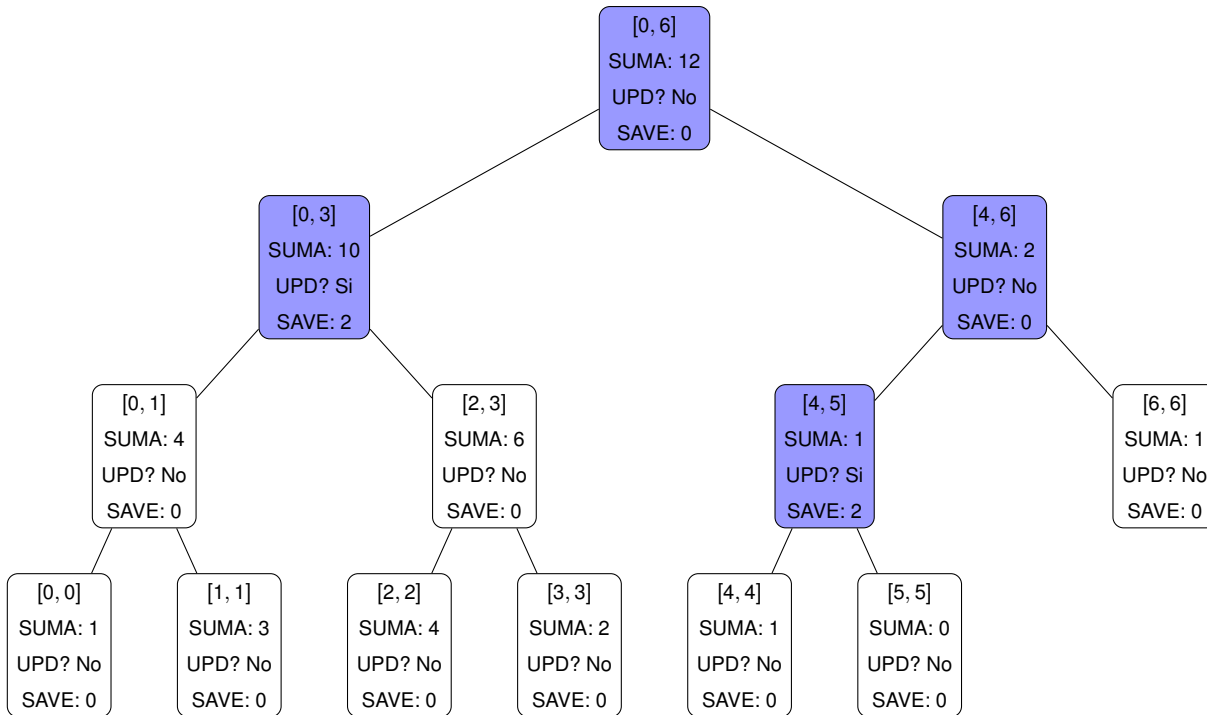 [0, 6]
SUMA: 12
UPD? No
SAVE: 0
[0, 3]
SUMA: 10
UPD? Si
SAVE: 2
[4, 6]
SUMA: 2
UPD? No
SAVE: 0
[0, 1]
SUMA: 4
UPD? No
SAVE: 0
[2, 3]
SUMA: 6
UPD? No
SAVE: 0
[4, 5]
SUMA: 1
UPD? Si
SAVE: 2
[6, 6]
SUMA: 1
UPD? No
SAVE: 0
[0, 0]
SUMA: 1
UPD? No
SAVE: 0
[1, 1]
SUMA: 3
UPD? No
SAVE: 0
[2, 2]
SUMA: 4
UPD? No
SAVE: 0
[3, 3]
SUMA: 2
UPD? No
SAVE: 0
[4, 4]
SUMA: 1
UPD? No
SAVE: 0
[5, 5]
SUMA: 0
UPD? No
SAVE: 0